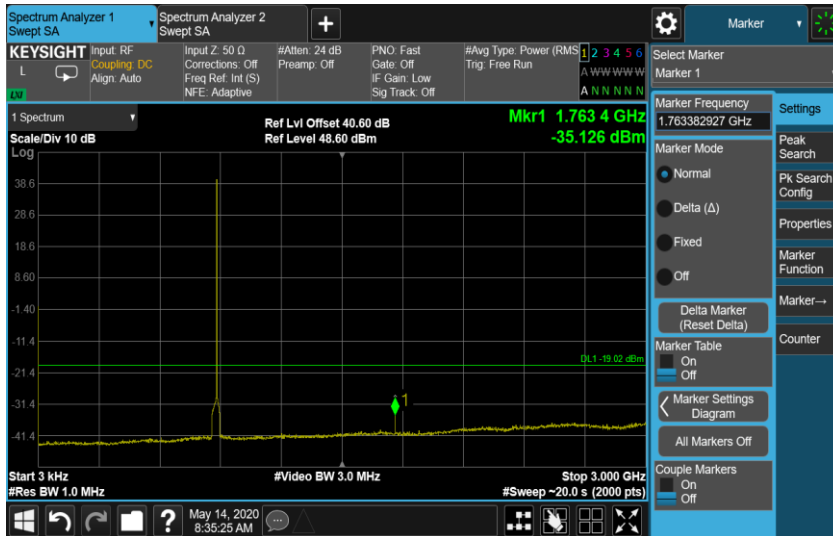 Spectrum Analyzer 1
Swept SA
Spectrum Analyzer 2
Swept SA
+
Marker
KEYSIGHT
L
LXI
Input: RF
Coupling: DC
Align: Auto
Input Z: 50 Ω
Corrections: Off
Freq Ref: Int (S)
NFE: Adaptive
#Atten: 24 dB
Preamp: Off
PNO: Fast
Gate: Off
IF Gain: Low
Sig Track: Off
#Avg Type: Power (RMS
Trig: Free Run
1 2 3 4 5 6
A W W W W W
A N N N N N
Select Marker
Marker 1
1 Spectrum
Scale/Div 10 dB
Log
Ref Lvl Offset 40.60 dB
Ref Level 48.60 dBm
Mkr1 1.763 4 GHz
-35.126 dBm
38.6
28.6
18.6
8.60
-1.40
-11.4
-21.4
-31.4
-41.4
DL1 -19.02 dBm
1
Start 3 kHz
#Res BW 1.0 MHz
#Video BW 3.0 MHz
Stop 3.000 GHz
#Sweep ~20.0 s (2000 pts)
Marker Frequency
1.763382927 GHz
Marker Mode
Normal
Delta (Δ)
Fixed
Off
Delta Marker
(Reset Delta)
Marker Table
On
Off
Marker Settings
Diagram
All Markers Off
Couple Markers
On
Off
Settings
Peak
Search
Pk Search
Config
Properties
Marker
Function
Marker→
Counter
?
May 14, 2020
8:35:25 AM